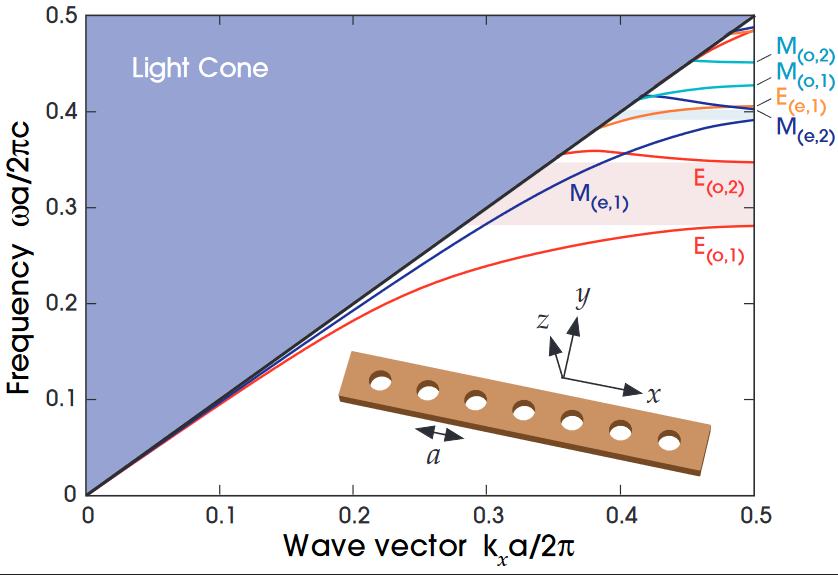 0.5
Light Cone
M(o,2)
M(o,1)
E(e,1)
M(e,2)
0.4
E(o,2)
M(e,1)
0.3
E(o,1)
0.2
y
z
x
0.1
a
0
0 0.1 0.2 0.3 0.4 0.5
Frequency ωa/2πc
Wave vector kxa/2π